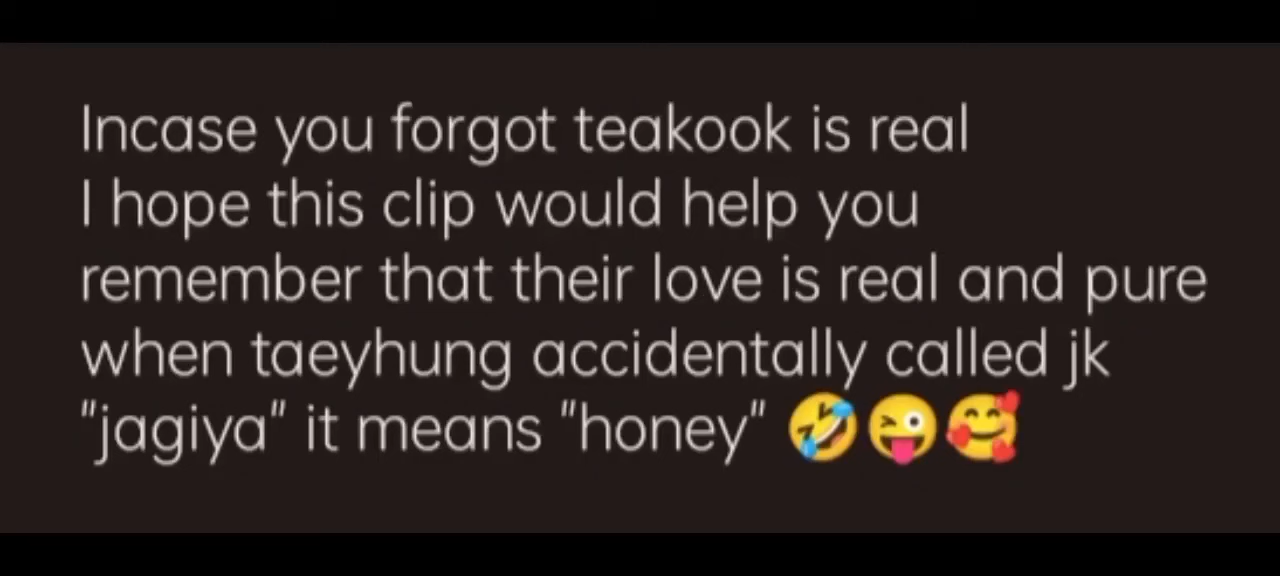 Incase you forgot teakook is real
I hope this clip would help you
remember that their love is real and pure
when taeyhung accidentally called jk
"jagiya" it means "honey" 🤣😜🥰